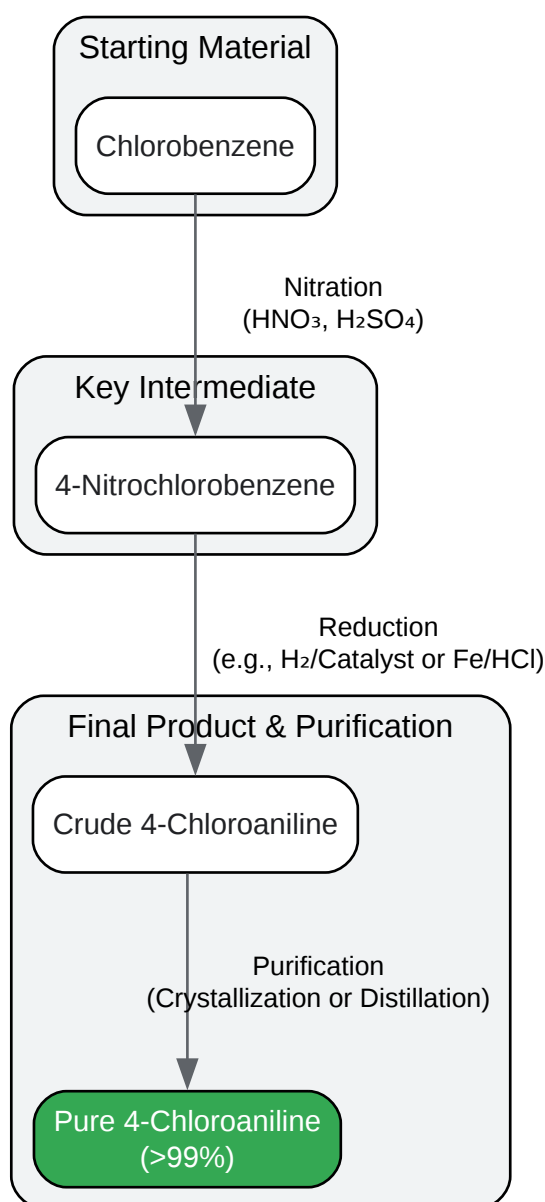 Starting Material
Chlorobenzene
Nitration
(HNO₃, H₂SO₄)
Key Intermediate
4-Nitrochlorobenzene
Reduction
(e.g., H₂/Catalyst or Fe/HCl)
Final Product & Purification
Crude 4-Chloroaniline
Purification
(Crystallization or Distillation)
Pure 4-Chloroaniline
(>99%)